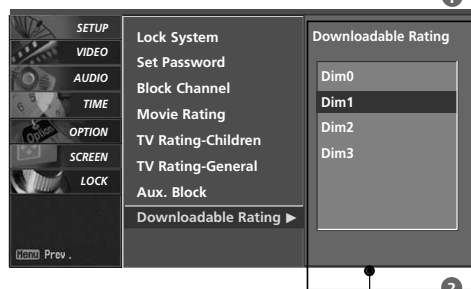 SETUP
VIDEO
AUDIO
TIME
OPTION
SCREEN
LOCK
Menu Prev.
Lock System
Set Password
Block Channel
Movie Rating
TV Rating-Children
TV Rating-General
Aux. Block
Downloadable Rating ▶
Downloadable Rating
Dim0
Dim1
Dim2
Dim3
2